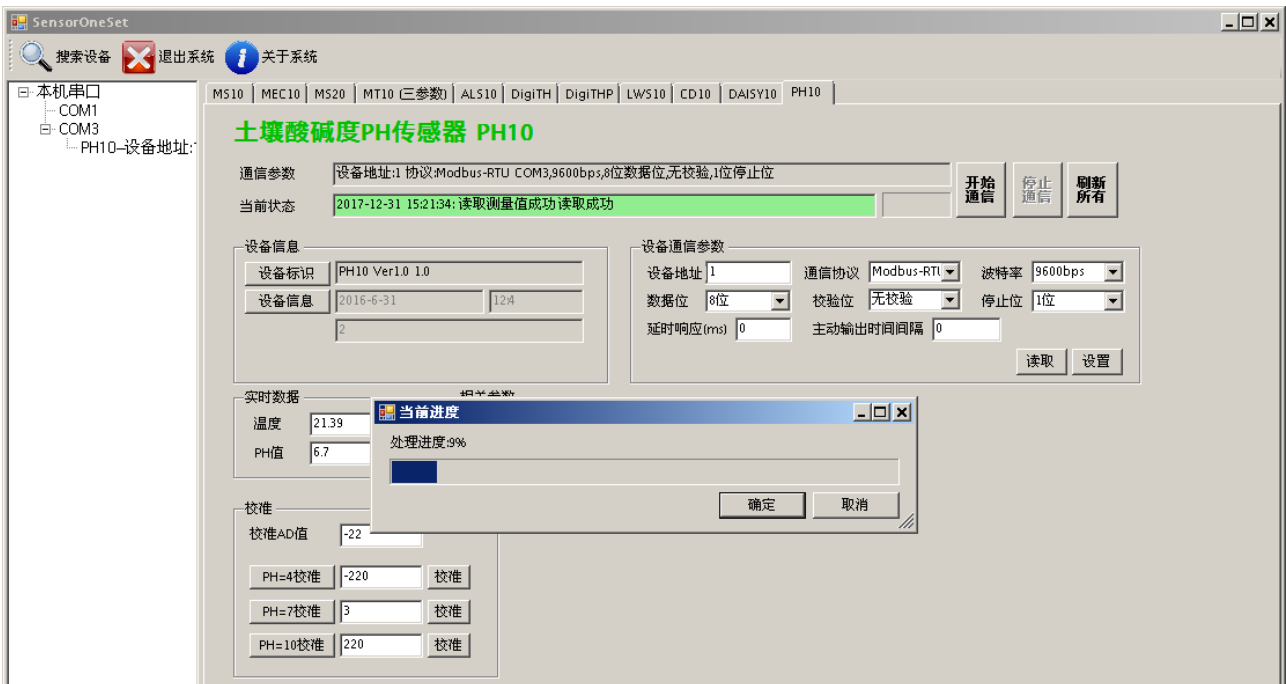 SensorOneSet
搜索设备 退出系统 关于系统
本机串口
COM1
COM3
PH10—设备地址:
MS10 MEC10 MS20 MT10 (三参数) ALS10 DigiTH DigiTHP LWS10 CD10 DAISY10 PH10
土壤酸碱度PH传感器 PH10
通信参数 设备地址:1 协议:Modbus-RTU COM3,9600bps,8位数据位,无校验,1位停止位
当前状态 2017-12-31 15:21:34: 读取测量值成功 读取成功
开始通信 停止通信 刷新所有
设备信息
设备标识 PH10 Ver1.0 1.0
设备信息 2016-6-31 12:4
2
设备通信参数
设备地址 1 通信协议 Modbus-RTU 波特率 9600bps
数据位 8位 校验位 无校验 停止位 1位
延时响应(ms) 0 主动输出时间间隔 0
读取 设置
实时数据 相关参数
温度 21.39
PH值 6.7
当前进度
处理进度:9%
确定 取消
校准
校准AD值 -22
PH=4校准 -220 校准
PH=7校准 3 校准
PH=10校准 220 校准